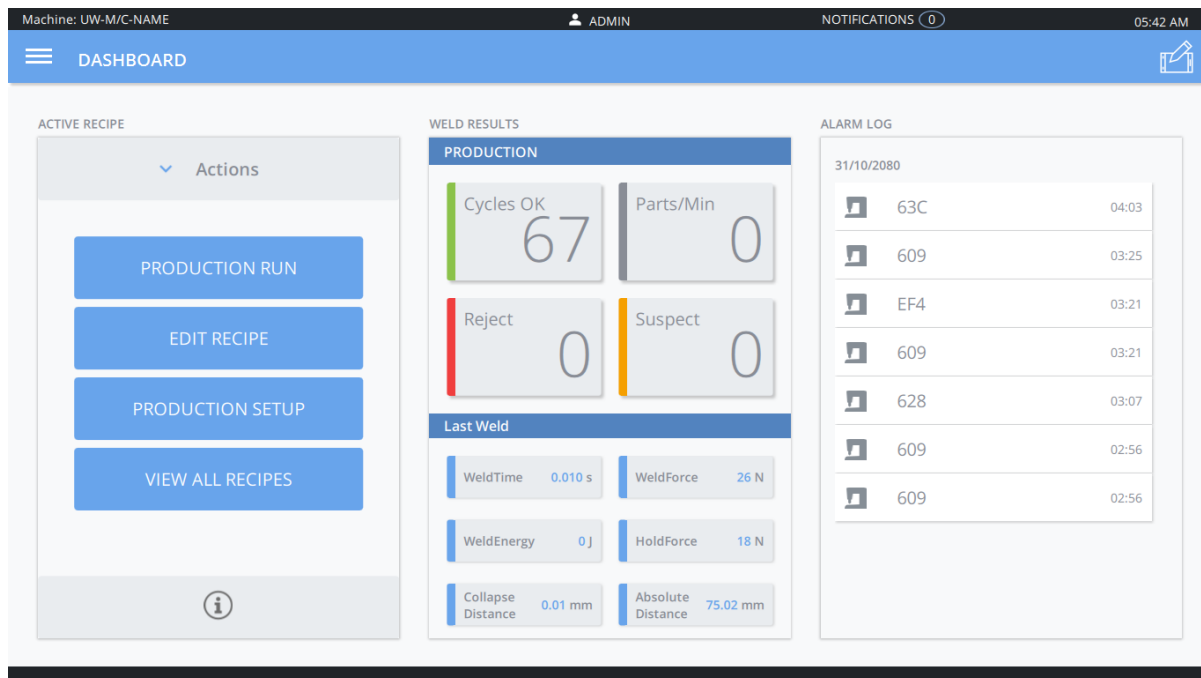 Machine: UW-M/C-NAME
ADMIN
NOTIFICATIONS 0
05:42 AM
DASHBOARD
ACTIVE RECIPE
Actions
PRODUCTION RUN
EDIT RECIPE
PRODUCTION SETUP
VIEW ALL RECIPES
WELD RESULTS
PRODUCTION
Cycles OK
67
Parts/Min
0
Reject
0
Suspect
0
Last Weld
WeldTime 0.010 s
WeldForce 26 N
WeldEnergy 0 J
HoldForce 18 N
Collapse
Distance 0.01 mm
Absolute
Distance 75.02 mm
ALARM LOG
31/10/2080
63C 04:03
609 03:25
EF4 03:21
609 03:21
628 03:07
609 02:56
609 02:56